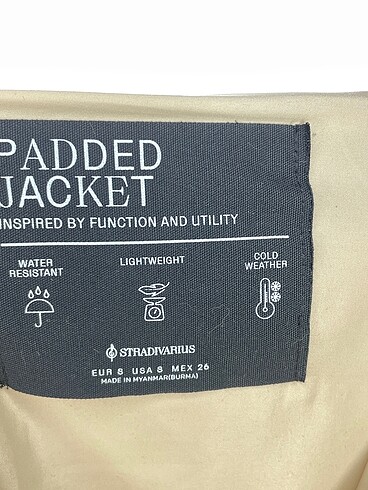 PADDED
JACKET
INSPIRED BY FUNCTION AND UTILITY
WATER
RESISTANT
LIGHTWEIGHT
COLD
WEATHER
STRADIVARIUS
EUR S USA S MEX 26
MADE IN MYANMAR(BURMA)